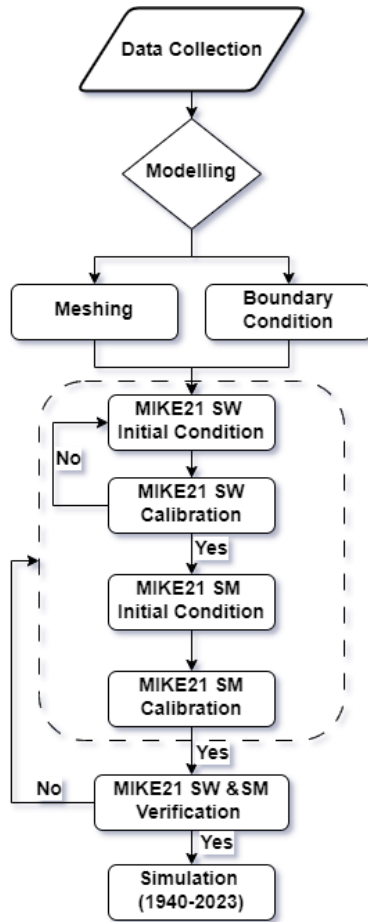 Data Collection
Modelling
Meshing
Boundary
Condition
MIKE21 SW
Initial Condition
No
MIKE21 SW
Calibration
Yes
MIKE21 SM
Initial Condition
MIKE21 SM
Calibration
Yes
No
MIKE21 SW &SM
Verification
Yes
Simulation
(1940-2023)